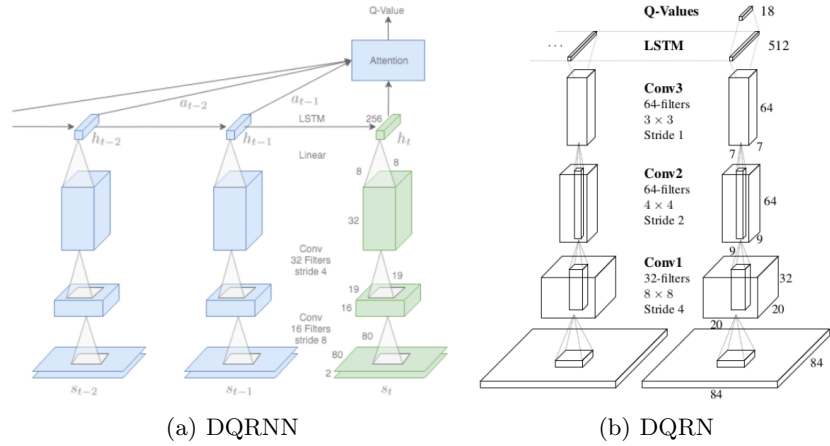 Q-Value
Attention
a_{t-2}
a_{t-1}
LSTM
256
h_{t-2}
h_{t-1}
h_t
Linear
8
8
32
Conv
32 Filters
stride 4
19
19
16
Conv
16 Filters
stride 8
80
80
2
s_{t-2}
s_{t-1}
s_t
(a) DQRNN
Q-Values
18
LSTM
512
...
Conv3
64-filters
3 × 3
Stride 1
64
7
7
Conv2
64-filters
4 × 4
Stride 2
64
9
9
Conv1
32-filters
8 × 8
Stride 4
32
20
20
84
84
(b) DQRN